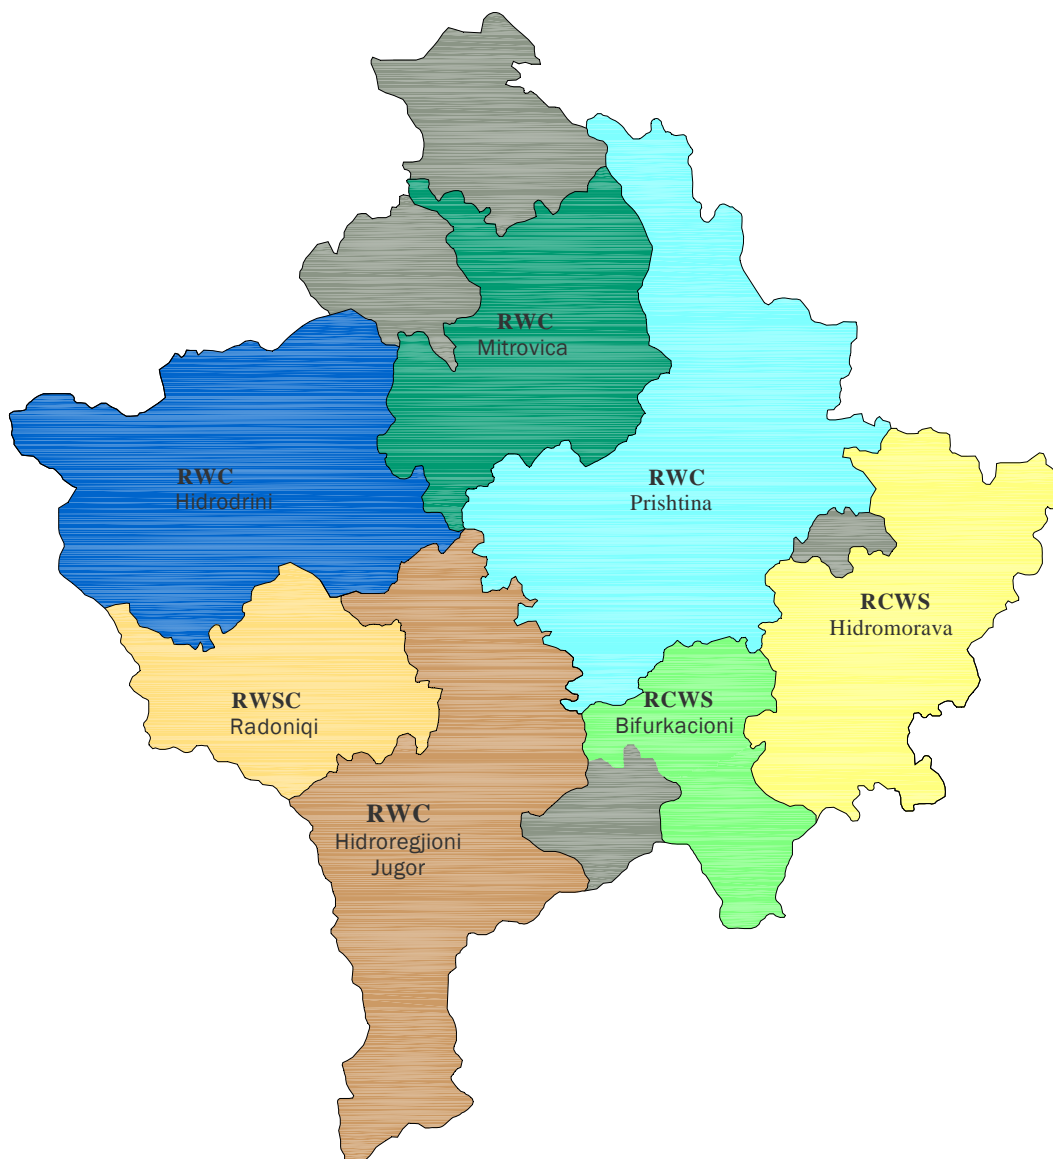 RWC
Mitrovica
RWC
Hidrodrini
RWC
Prishtina
RCWS
Hidromorava
RWSC
Radoniqi
RCWS
Bifurkacioni
RWC
Hidroregjioni
Jugor